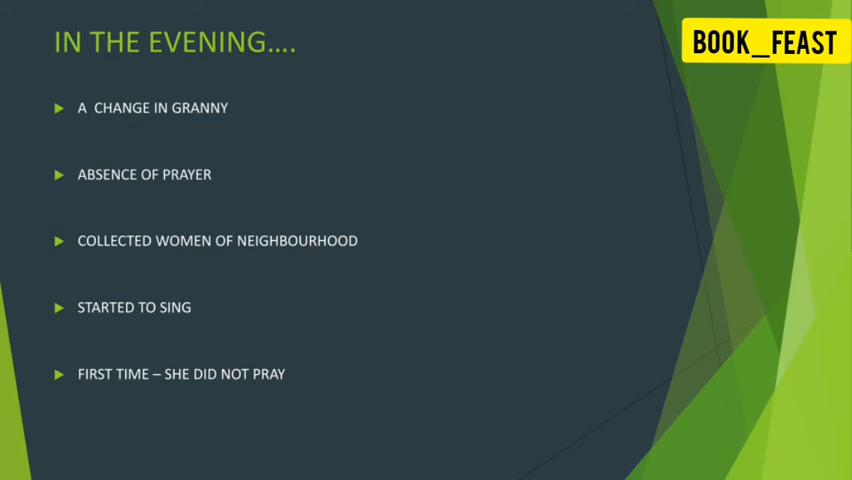 IN THE EVENING....
BOOK_FEAST
A CHANGE IN GRANNY
ABSENCE OF PRAYER
COLLECTED WOMEN OF NEIGHBOURHOOD
STARTED TO SING
FIRST TIME – SHE DID NOT PRAY